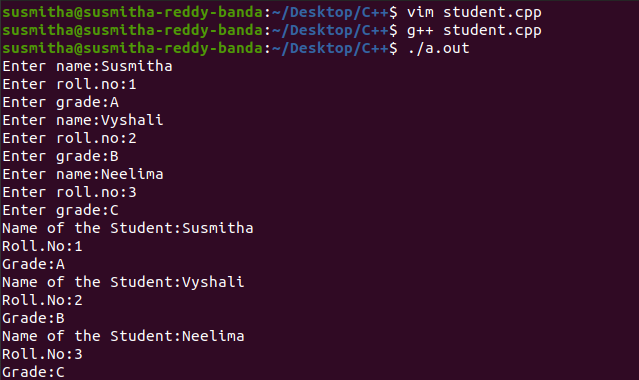 susmitha@susmitha-reddy-banda:~/Desktop/C++$ vim student.cpp
susmitha@susmitha-reddy-banda:~/Desktop/C++$ g++ student.cpp
susmitha@susmitha-reddy-banda:~/Desktop/C++$ ./a.out
Enter name:Susmitha
Enter roll.no:1
Enter grade:A
Enter name:Vyshali
Enter roll.no:2
Enter grade:B
Enter name:Neelima
Enter roll.no:3
Enter grade:C
Name of the Student:Susmitha
Roll.No:1
Grade:A
Name of the Student:Vyshali
Roll.No:2
Grade:B
Name of the Student:Neelima
Roll.No:3
Grade:C